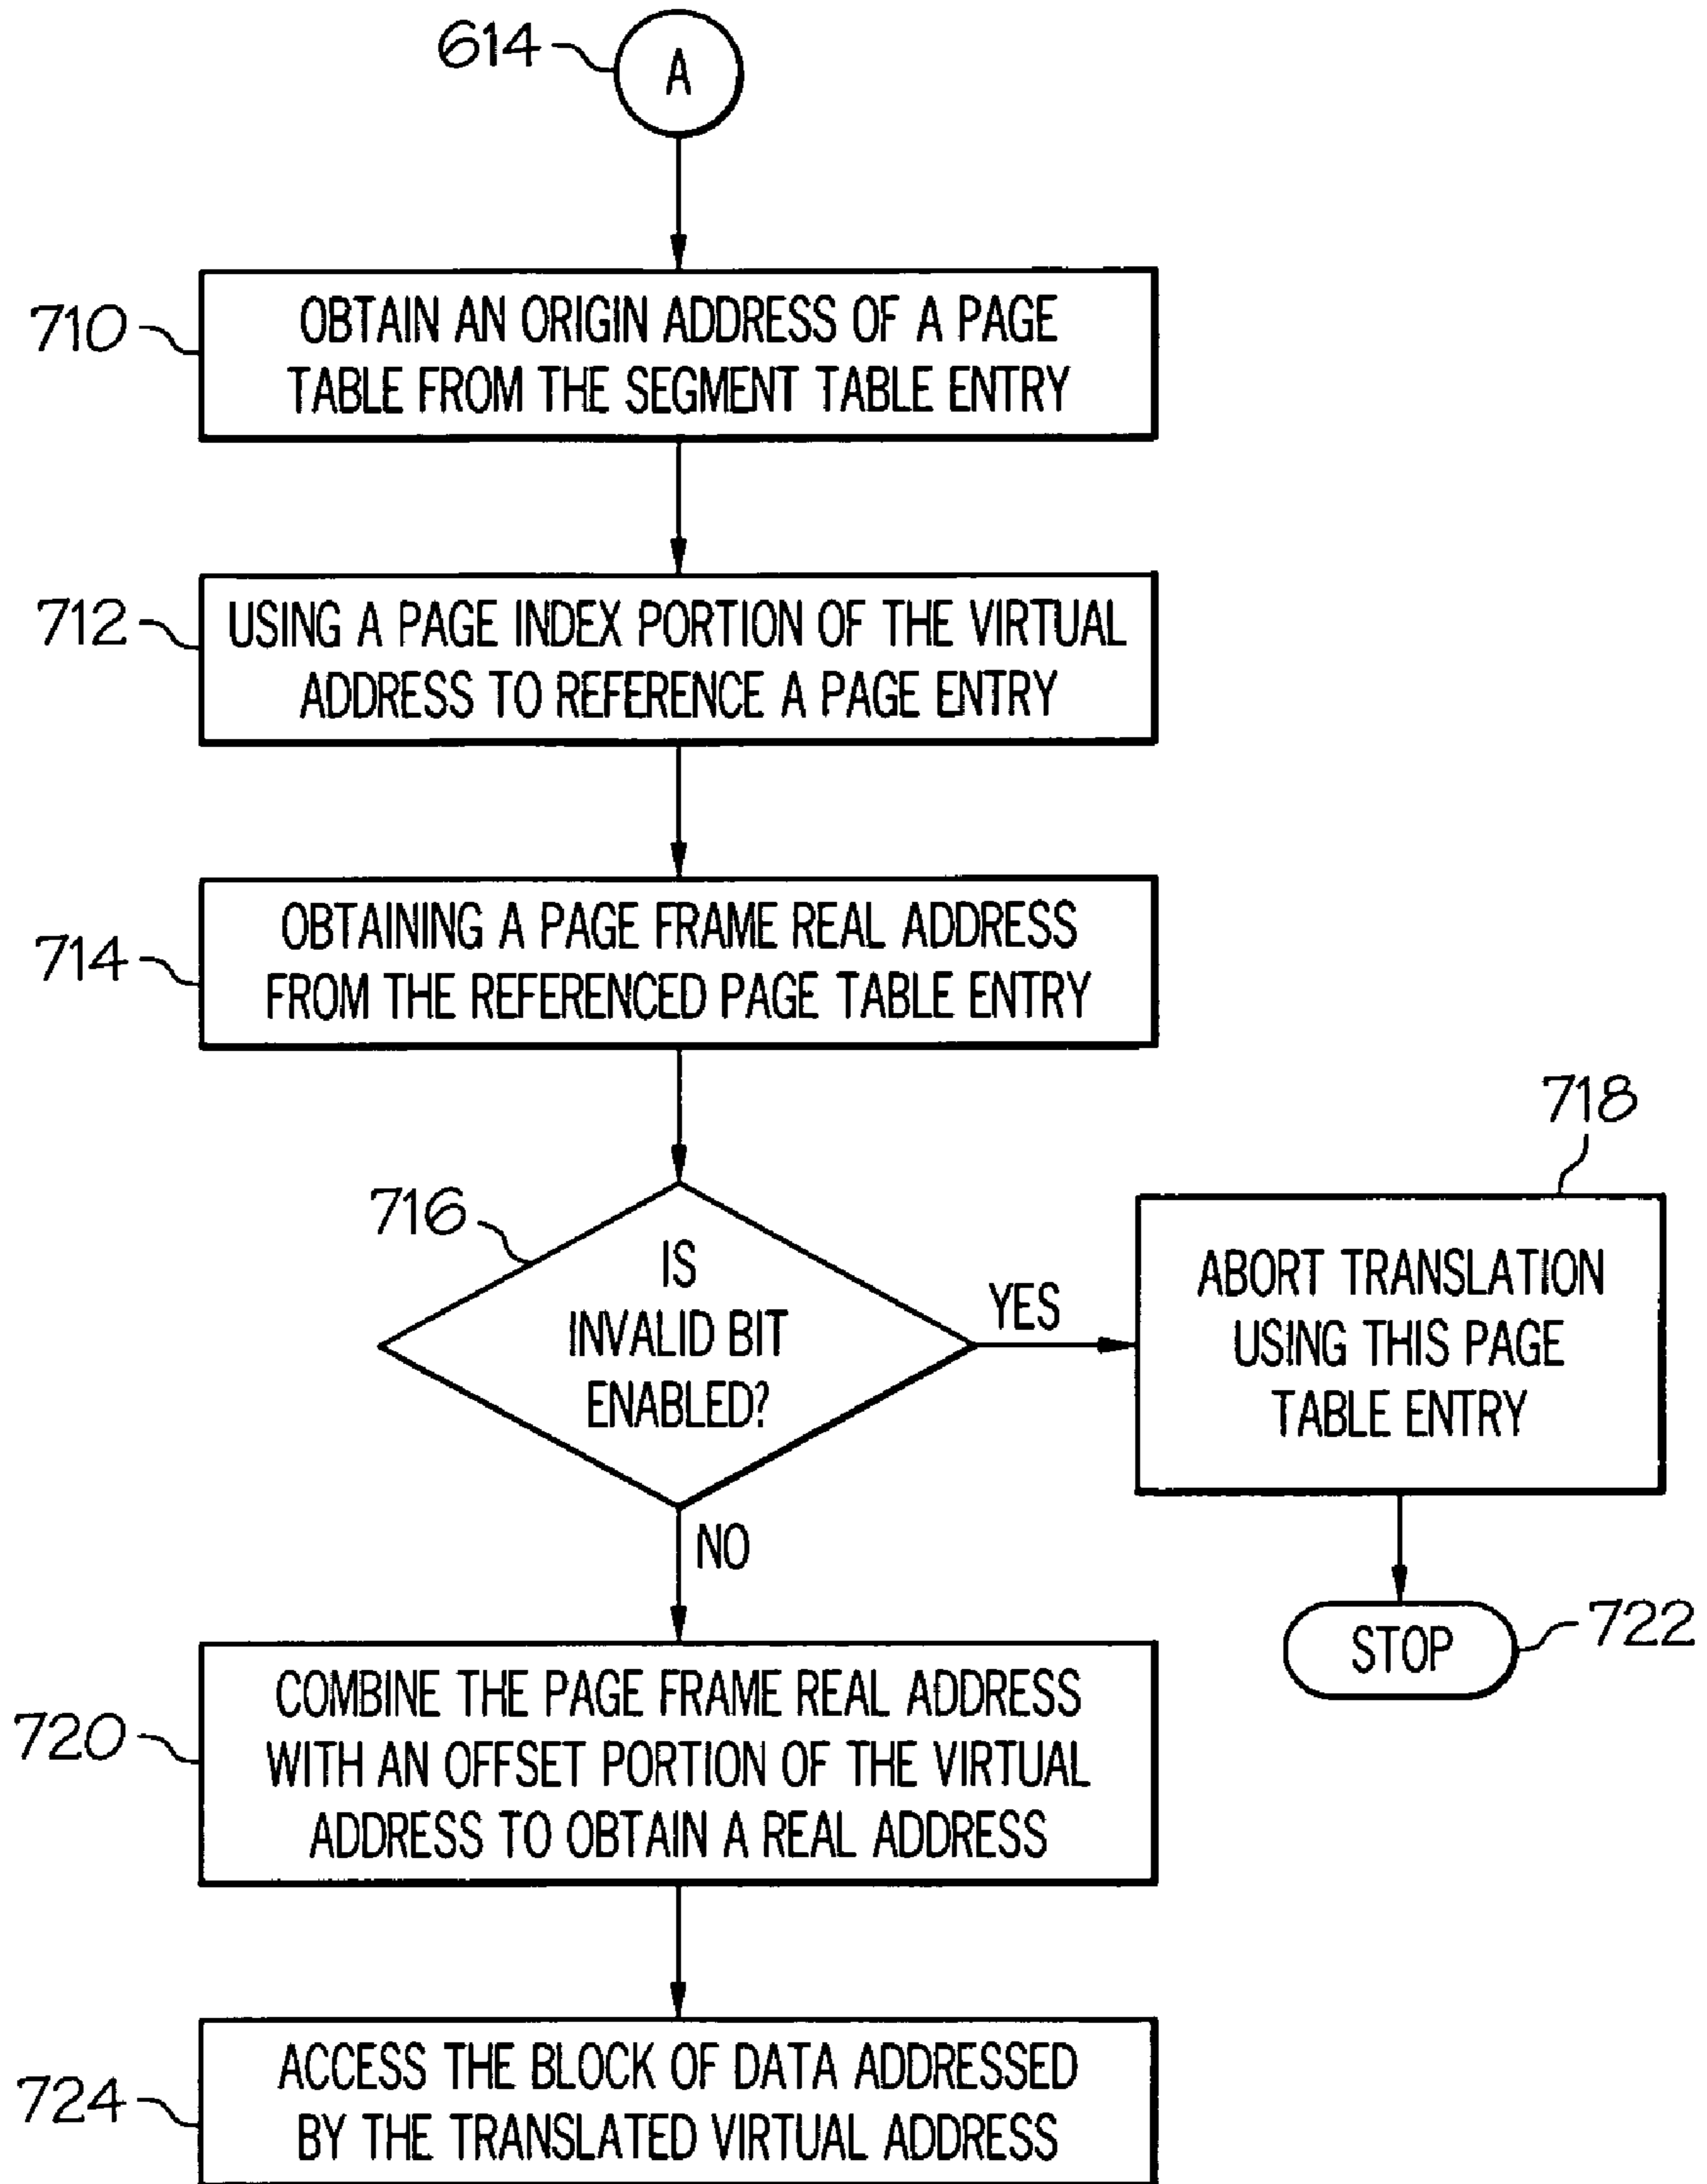 614
A
710
OBTAIN AN ORIGIN ADDRESS OF A PAGE
TABLE FROM THE SEGMENT TABLE ENTRY
712
USING A PAGE INDEX PORTION OF THE VIRTUAL
ADDRESS TO REFERENCE A PAGE ENTRY
714
OBTAINING A PAGE FRAME REAL ADDRESS
FROM THE REFERENCED PAGE TABLE ENTRY
716
IS
INVALID BIT
ENABLED?
YES
718
ABORT TRANSLATION
USING THIS PAGE
TABLE ENTRY
NO
STOP
722
720
COMBINE THE PAGE FRAME REAL ADDRESS
WITH AN OFFSET PORTION OF THE VIRTUAL
ADDRESS TO OBTAIN A REAL ADDRESS
724
ACCESS THE BLOCK OF DATA ADDRESSED
BY THE TRANSLATED VIRTUAL ADDRESS